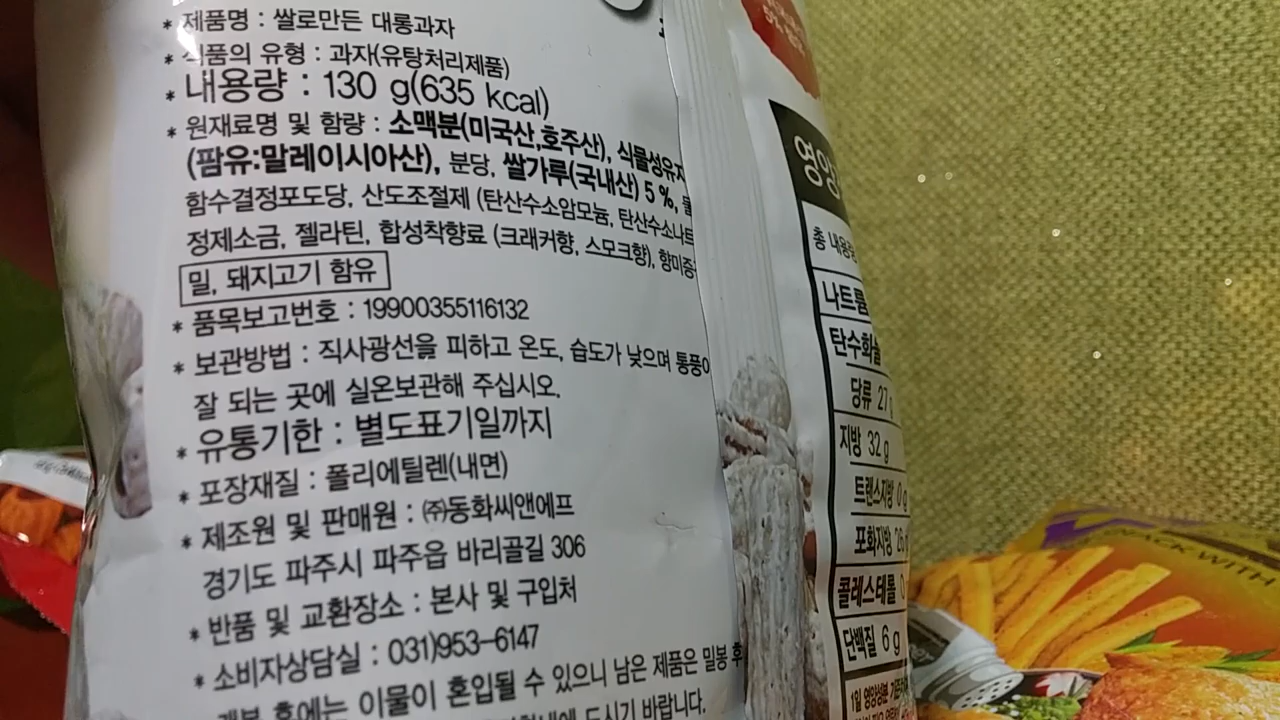 * 제품명 : 쌀로만든 대롱과자
* 식품의 유형 : 과자(유탕처리제품)
* 내용량 : 130 g(635 kcal)
* 원재료명 및 함량 : 소맥분(미국산,호주산), 식물성유지
(팜유:말레이시아산), 분당, 쌀가루(국내산) 5 %,
함수결정포도당, 산도조절제 (탄산수소암모늄, 탄산수소나트
정제소금, 젤라틴, 합성착향료 (크래커향, 스모크향), 향미증
밀, 돼지고기 함유
* 품목보고번호 : 19900355116132
* 보관방법 : 직사광선을 피하고 온도, 습도가 낮으며 통풍이
잘 되는 곳에 실온보관해 주십시오.
* 유통기한 : 별도표기일까지
* 포장재질 : 폴리에틸렌(내면)
* 제조원 및 판매원 : ㈜동화씨앤에프
경기도 파주시 파주읍 바리골길 306
* 반품 및 교환장소 : 본사 및 구입처
* 소비자상담실 : 031)953-6147
개봉 후에는 이물이 혼입될 수 있으니 남은 제품은 밀봉 후
드시기 바랍니다.
영양
총 내용량
나트륨
탄수화물
당류 27
지방 32 g
트랜스지방 0 g
포화지방 26
콜레스테롤 0
단백질 6 g
1일 영양성분
SNACK WITH